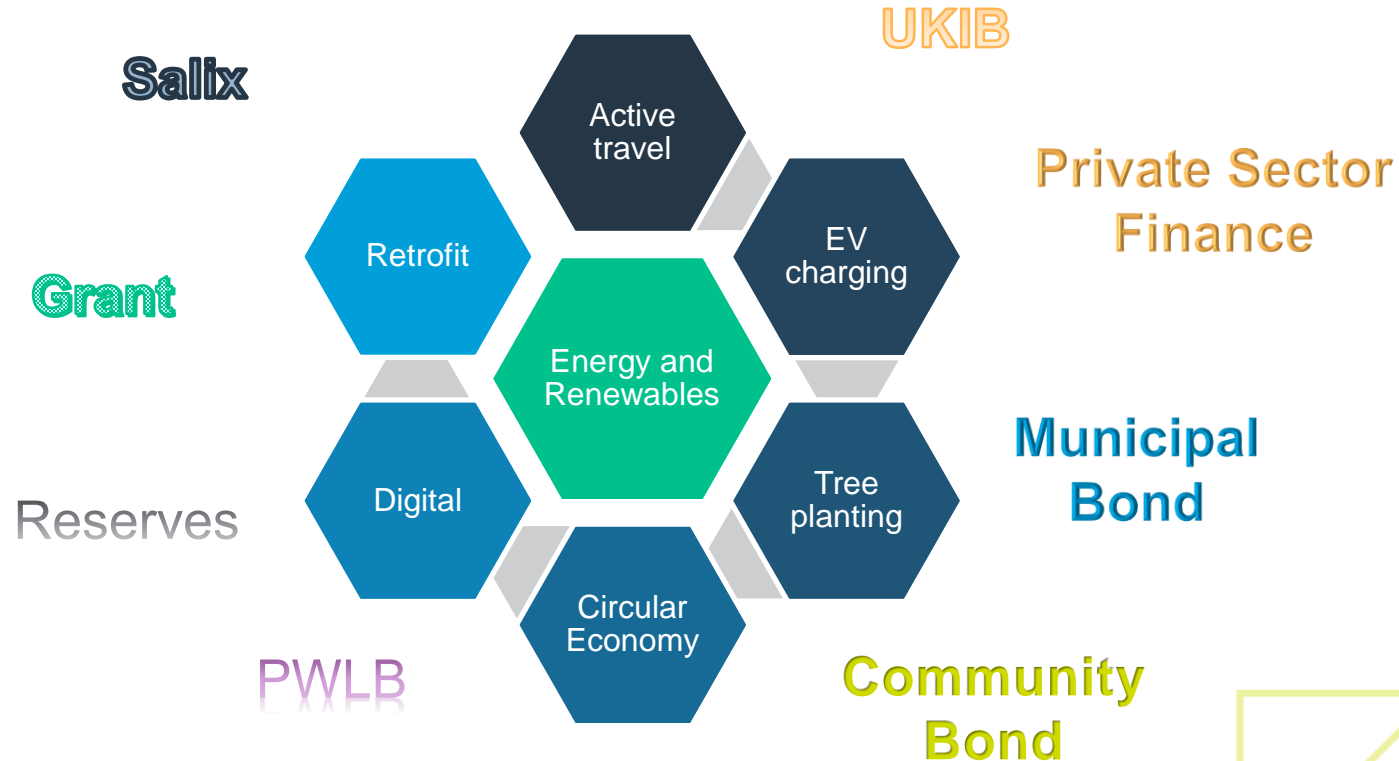 UKIB
Salix
Active
travel
Private Sector
Finance
Retrofit
EV
charging
Grant
Energy and
Renewables
Municipal
Bond
Digital
Tree
planting
Reserves
Circular
Economy
PWLB
Community
Bond